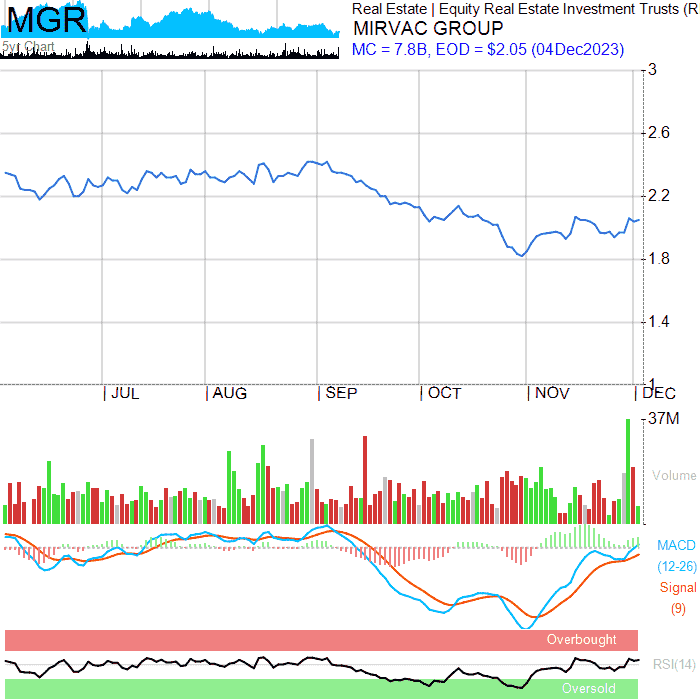 MGR
Real Estate | Equity Real Estate Investment Trusts (R
MIRVAC GROUP
5yr Chart
MC = 7.8B, EOD = $2.05 (04Dec2023)
3
2.6
2.2
1.8
1.4
1
JUL AUG SEP OCT NOV DEC
37M
Volume
MACD
(12-26)
Signal
(9)
Overbought
RSI(14)
Oversold